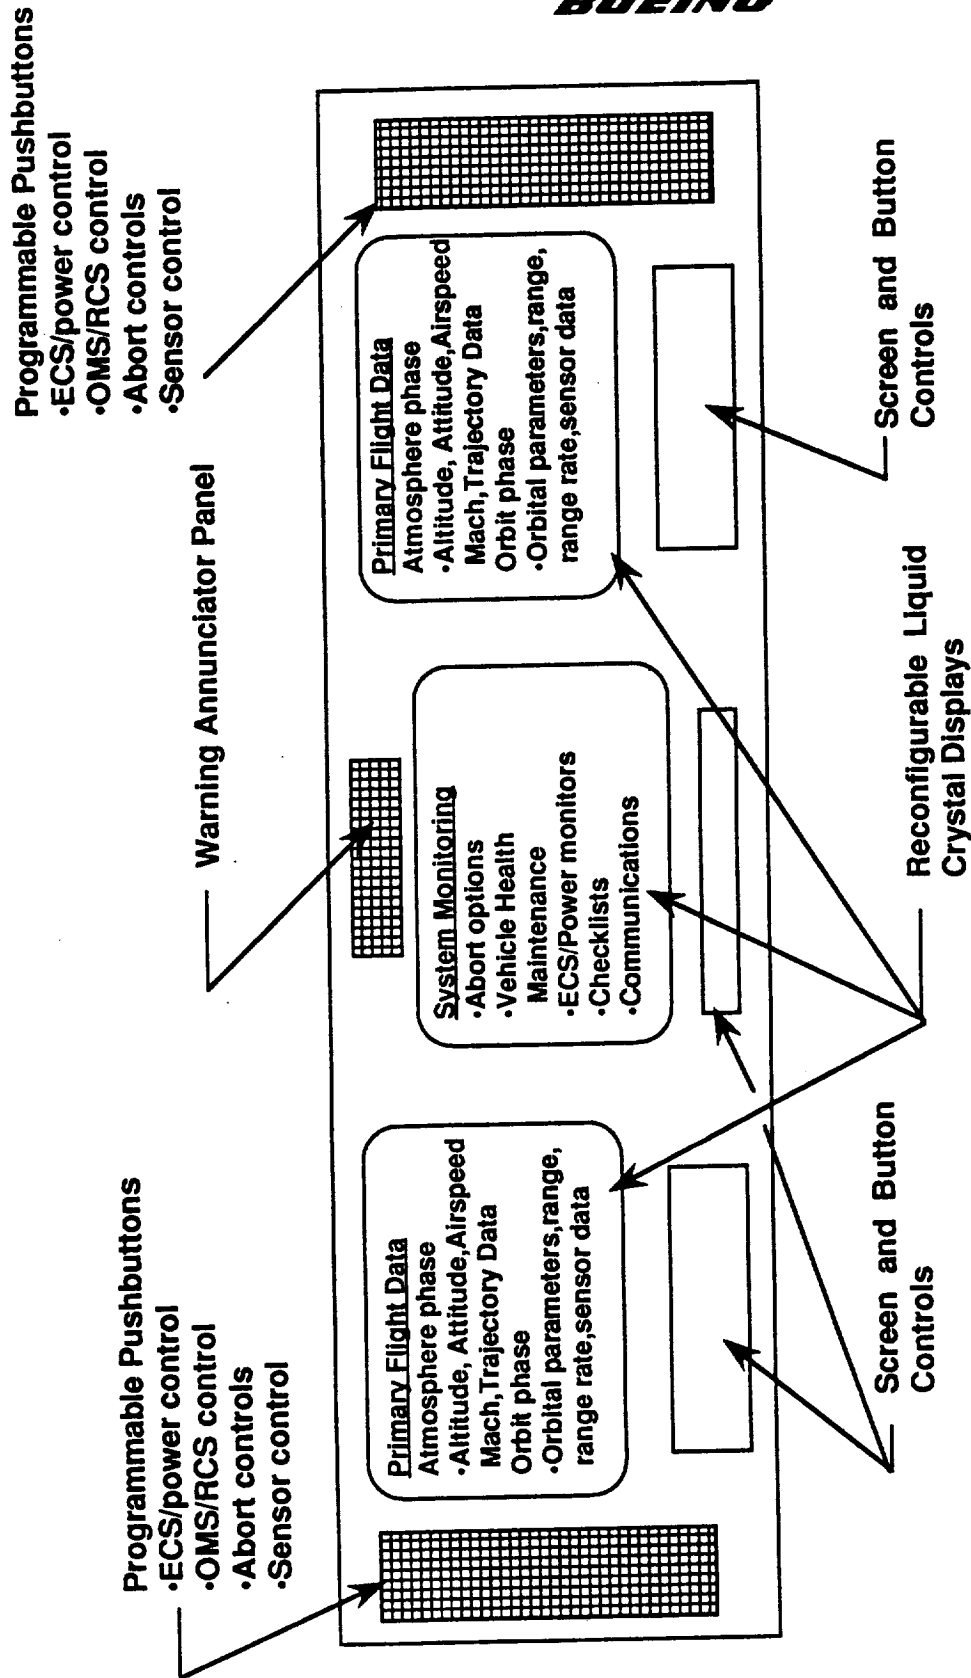 BOEING
Programmable Pushbuttons
•ECS/power control
•OMS/RCS control
•Abort controls
•Sensor control
Warning Annunciator Panel
Programmable Pushbuttons
•ECS/power control
•OMS/RCS control
•Abort controls
•Sensor control
Primary Flight Data
Atmosphere phase
•Altitude, Attitude,Airspeed
Mach,Trajectory Data
Orbit phase
•Orbital parameters,range,
range rate,sensor data
System Monitoring
•Abort options
•Vehicle Health
Maintenance
•ECS/Power monitors
•Checklists
•Communications
Primary Flight Data
Atmosphere phase
•Altitude, Attitude,Airspeed
Mach,Trajectory Data
Orbit phase
•Orbital parameters,range,
range rate,sensor data
Screen and Button
Controls
Reconfigurable Liquid
Crystal Displays
Screen and Button
Controls